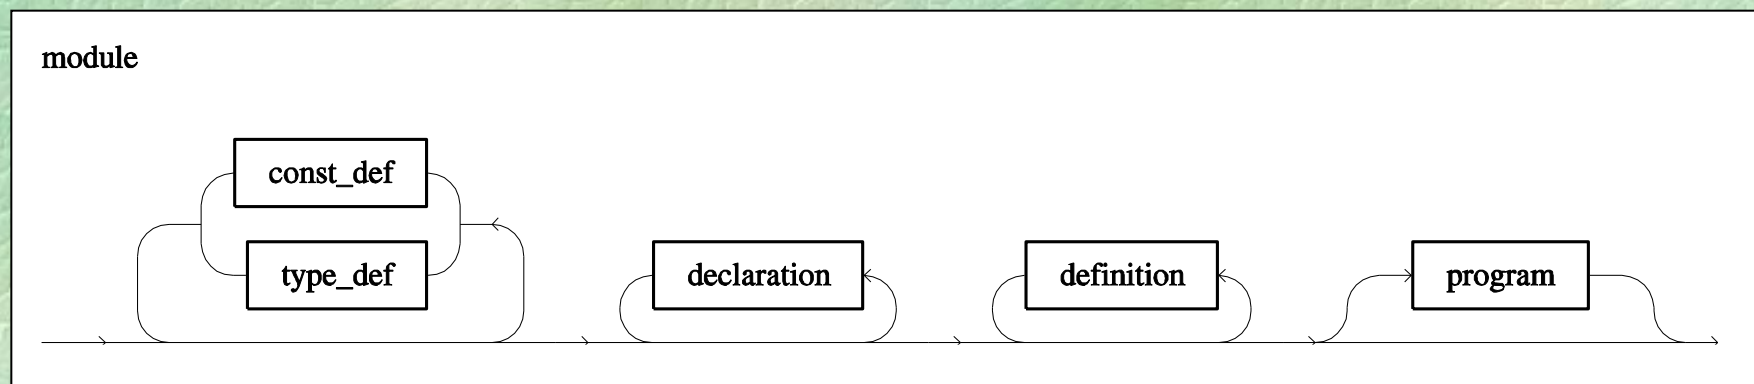 module
const_def
type_def
declaration
definition
program